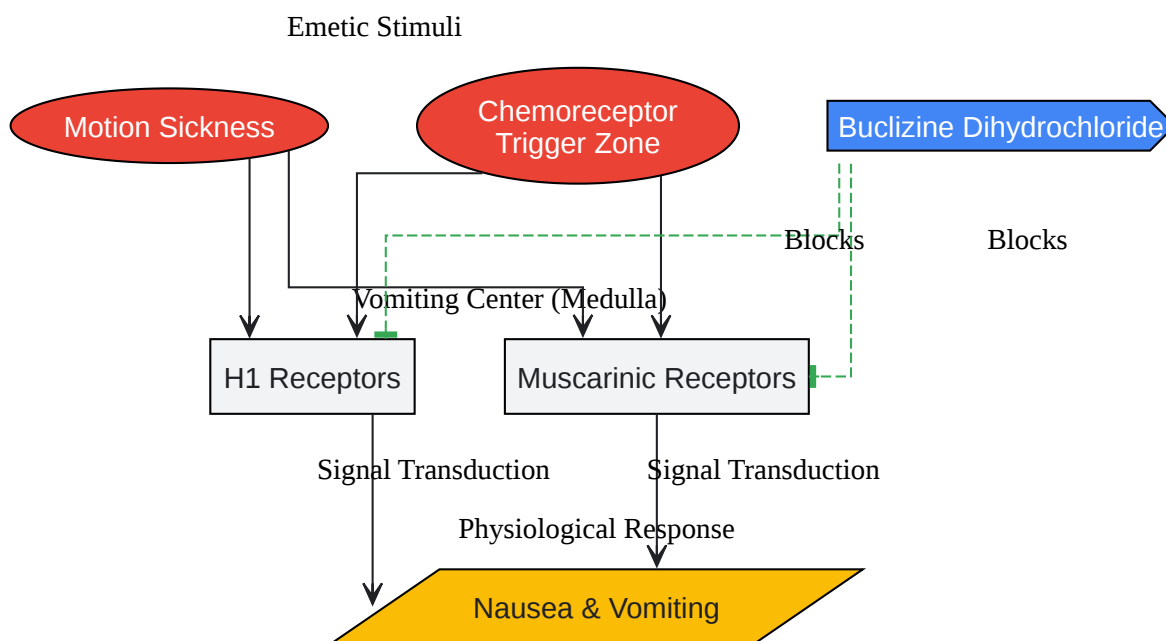 Emetic Stimuli
Motion Sickness
Chemoreceptor
Trigger Zone
Buclizine Dihydrochloride
Blocks
Blocks
Vomiting Center (Medulla)
H1 Receptors
Muscarinic Receptors
Signal Transduction
Signal Transduction
Physiological Response
Nausea & Vomiting